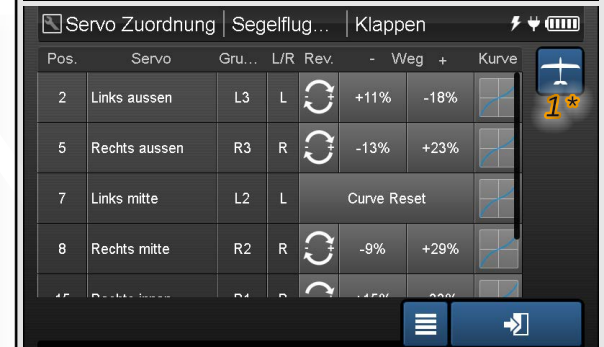 Servo Zuordnung Segelflug... Klappen
Pos. Servo Gru... L/R Rev. - Weg + Kurve
2 Links aussen L3 L +11% -18%
1*
5 Rechts aussen R3 R -13% +23%
7 Links mitte L2 L Curve Reset
8 Rechts mitte R2 R -9% +29%